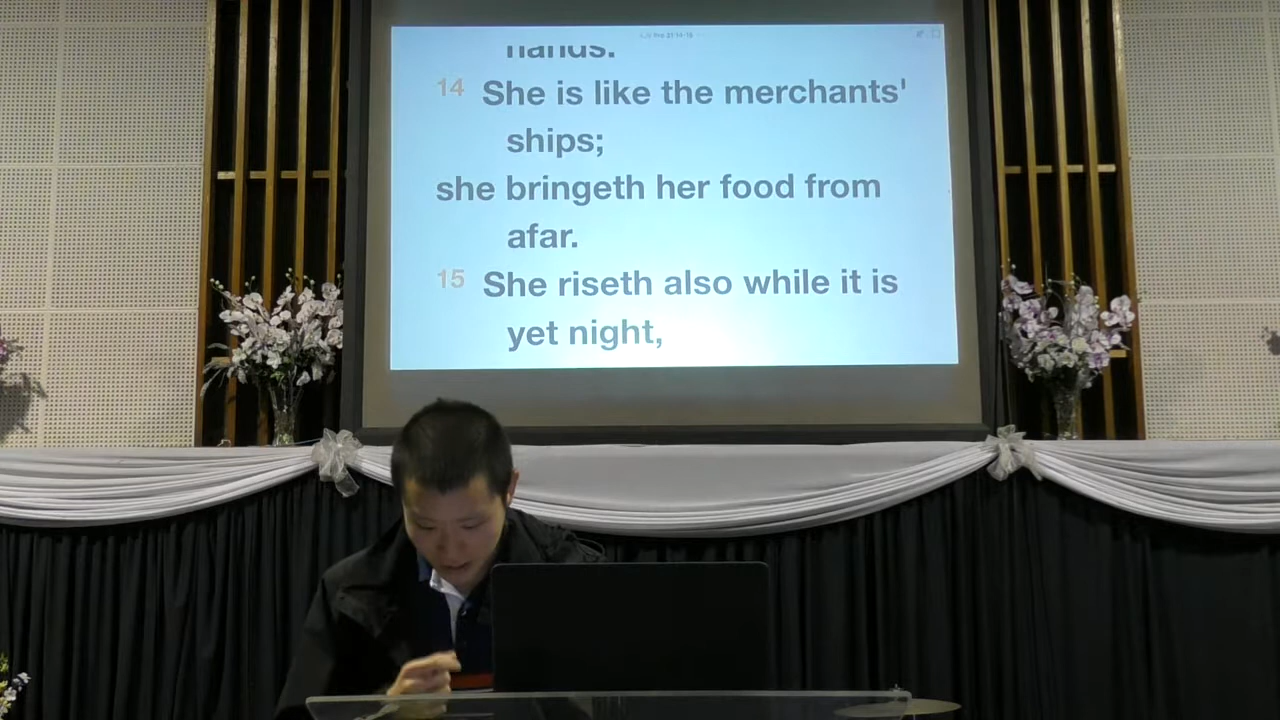 hands.
14 She is like the merchants'
ships;
she bringeth her food from
afar.
15 She riseth also while it is
yet night,